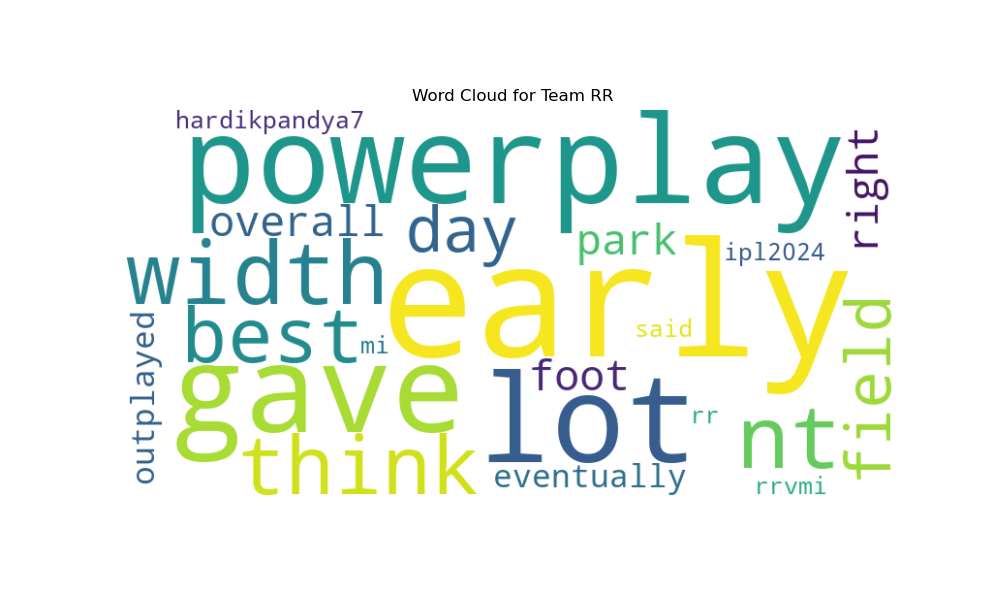 Word Cloud for Team RR
hardikpandya7
powerplay
right
overall
day
park
ipl2024
width
early
best
mi
said
field
outplayed
gave
foot
lot
rr
nt
think
eventually
rrvmi